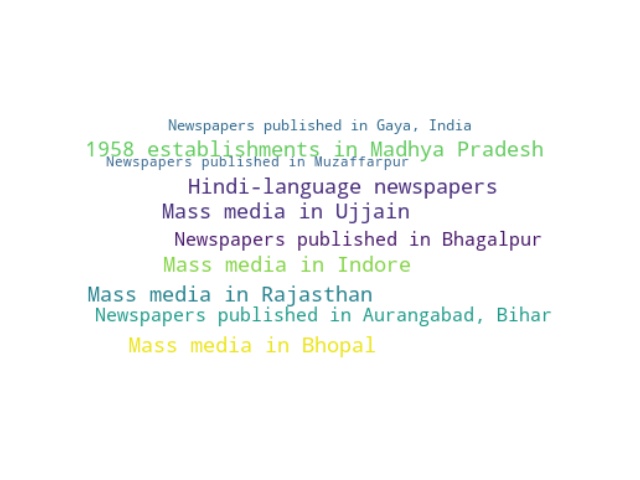 Newspapers published in Gaya, India
1958 establishments in Madhya Pradesh
Newspapers published in Muzaffarpur
Hindi-language newspapers
Mass media in Ujjain
Newspapers published in Bhagalpur
Mass media in Indore
Mass media in Rajasthan
Newspapers published in Aurangabad, Bihar
Mass media in Bhopal